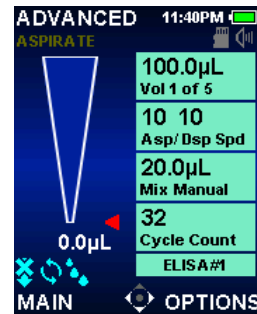 ADVANCED 11:40PM
ASPIRATE
100.0µL
Vol 1 of 5
10 10
Asp/Dsp Spd
20.0µL
Mix Manual
32
Cycle Count
0.0µL
ELISA#1
MAIN OPTIONS